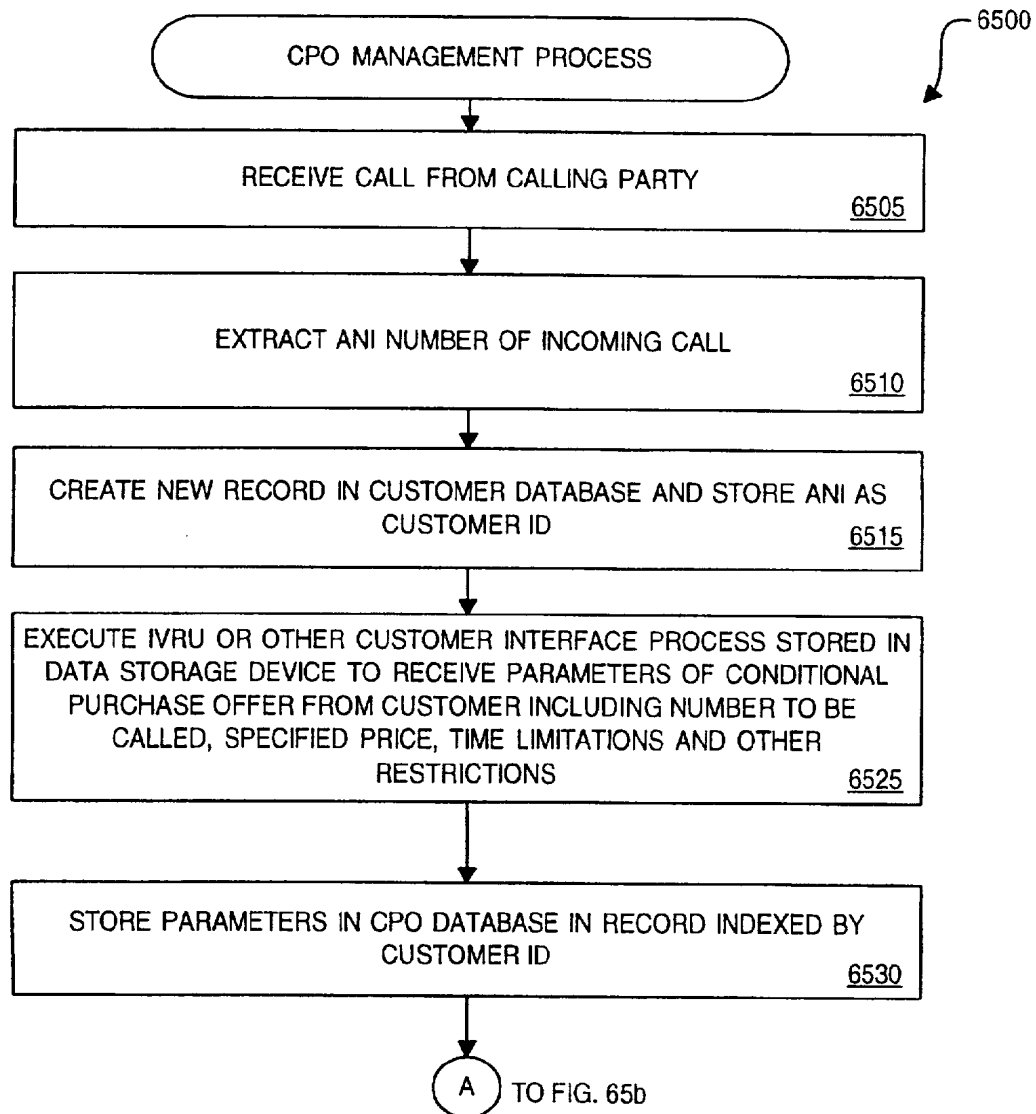 6500
CPO MANAGEMENT PROCESS
RECEIVE CALL FROM CALLING PARTY
6505
EXTRACT ANI NUMBER OF INCOMING CALL
6510
CREATE NEW RECORD IN CUSTOMER DATABASE AND STORE ANI AS
CUSTOMER ID
6515
EXECUTE IVRU OR OTHER CUSTOMER INTERFACE PROCESS STORED IN
DATA STORAGE DEVICE TO RECEIVE PARAMETERS OF CONDITIONAL
PURCHASE OFFER FROM CUSTOMER INCLUDING NUMBER TO BE
CALLED, SPECIFIED PRICE, TIME LIMITATIONS AND OTHER
RESTRICTIONS
6525
STORE PARAMETERS IN CPO DATABASE IN RECORD INDEXED BY
CUSTOMER ID
6530
A TO FIG. 65b